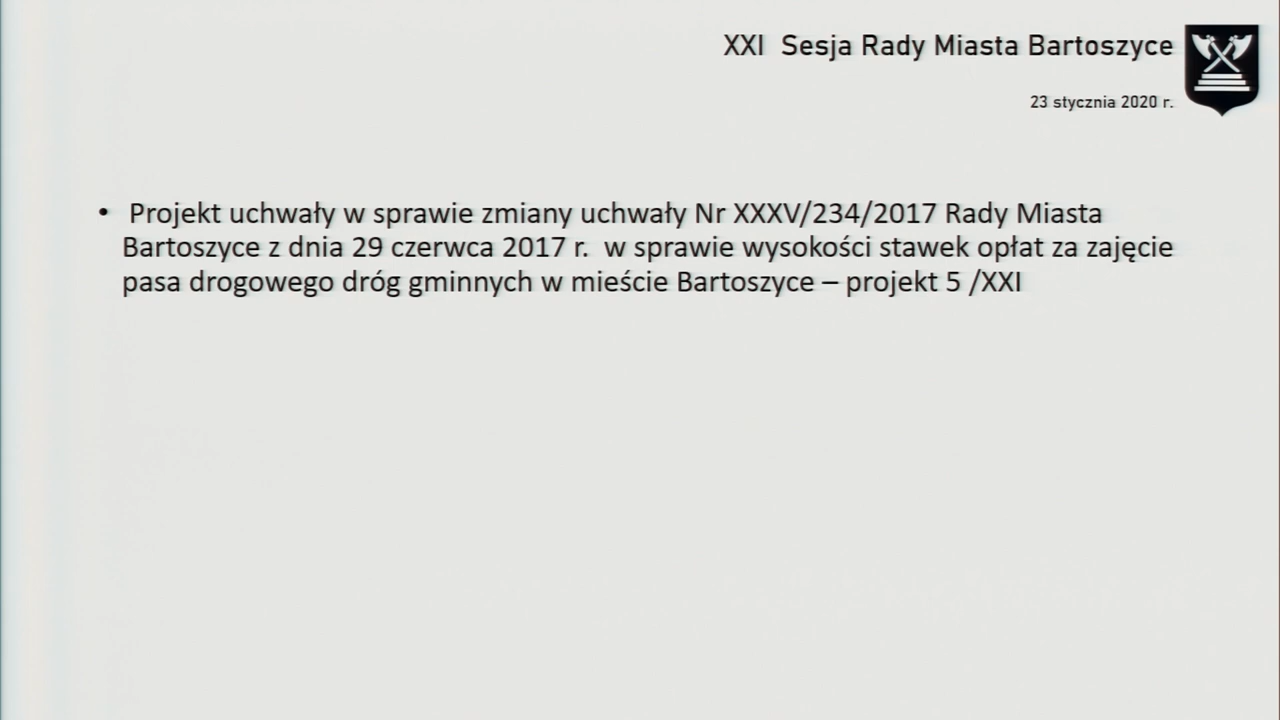 XXI Sesja Rady Miasta Bartoszyce
23 stycznia 2020 r.
• Projekt uchwały w sprawie zmiany uchwały Nr XXXV/234/2017 Rady Miasta
Bartoszyce z dnia 29 czerwca 2017 r. w sprawie wysokości stawek opłat za zajęcie
pasa drogowego dróg gminnych w mieście Bartoszyce – projekt 5 /XXI